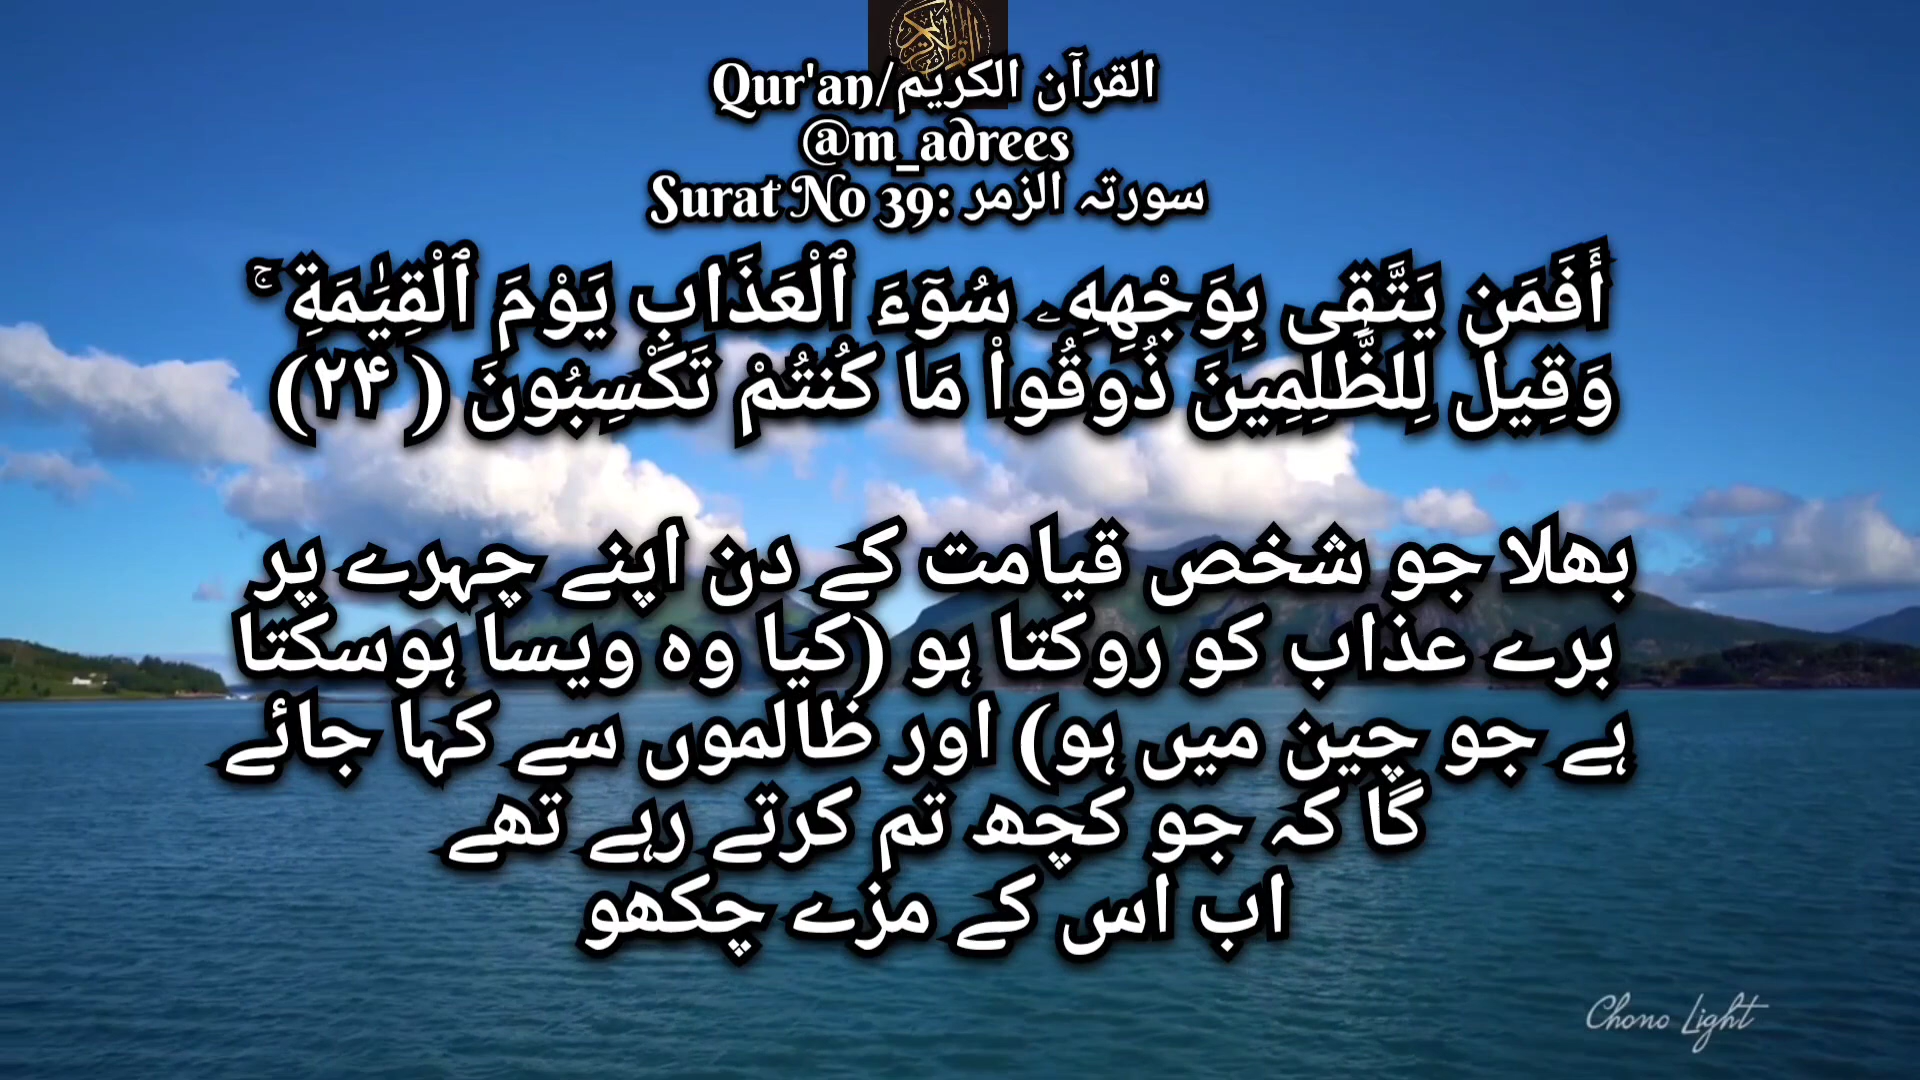 Qur'an/القرآن الكريم
@m_adrees
Surat No 39: سورتہ الزمر
أَفَمَن يَتَّقِى بِوَجْهِهِۦ سُوٓءَ ٱلْعَذَابِ يَوْمَ ٱلْقِيَٰمَةِ ۚ
وَقِيلَ لِلظَّٰلِمِينَ ذُوقُوا۟ مَا كُنتُمْ تَكْسِبُونَ (۲۴)
بھلا جو شخص قیامت کے دن اپنے چہرے پر
برے عذاب کو روکتا ہو (کیا وہ ویسا ہوسکتا
ہے جو چین میں ہو) اور ظالموں سے کہا جائے
گا کہ جو کچھ تم کرتے رہے تھے
اب اس کے مزے چکھو
Chono Light